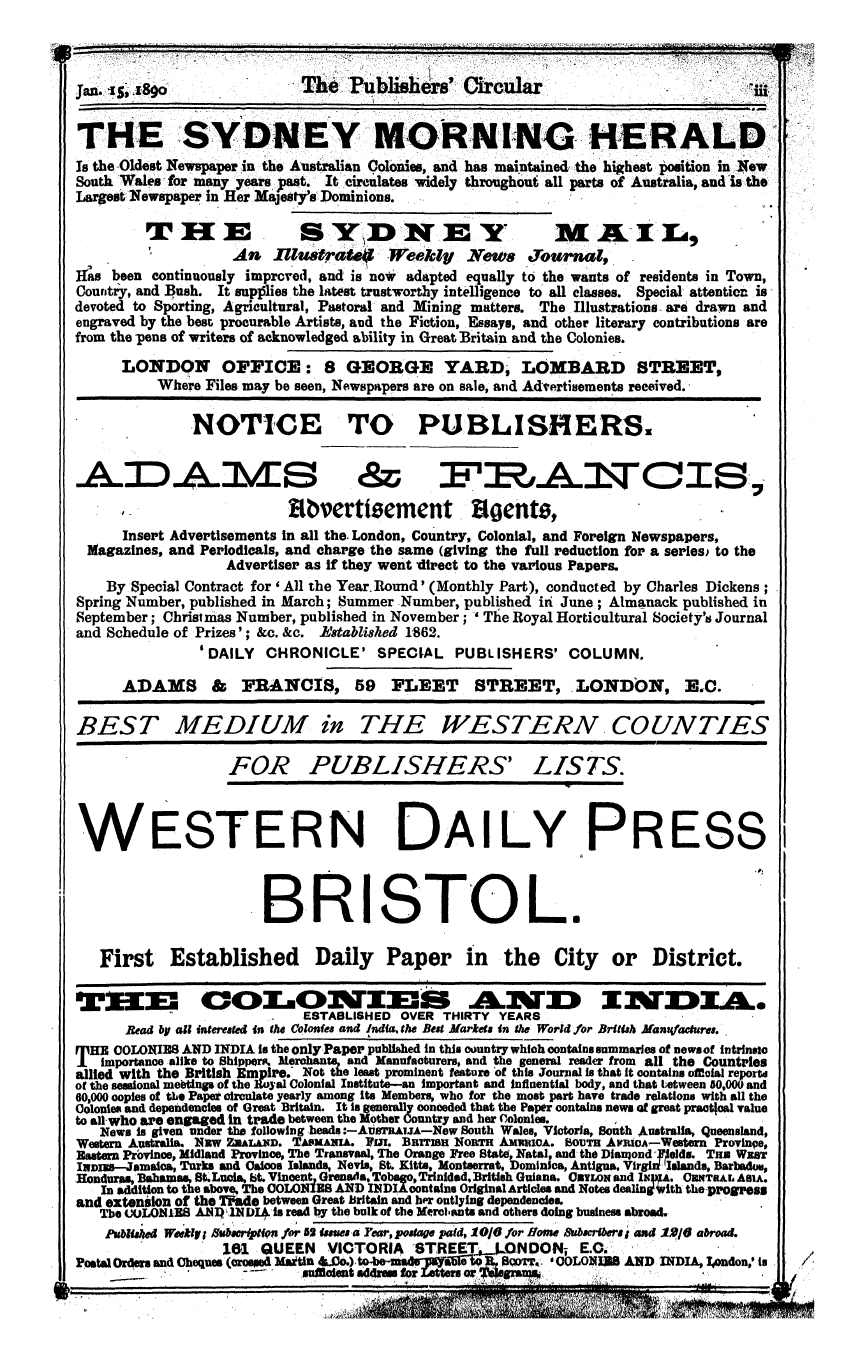 Jan. 15, 1890
The Publishers' Circular
iii
THE SYDNEY MORNING HERALD
Is the Oldest Newspaper in the Australian Colonies, and has maintained the highest position in New
South Wales for many years past. It circulates widely throughout all parts of Australia, and is the
Largest Newspaper in Her Majesty's Dominions.
THE SYDNEY MAIL,
An Illustrated Weekly News Journal,
Has been continuously improved, and is now adapted equally to the wants of residents in Town,
Country, and Bush. It supplies the latest trustworthy intelligence to all classes. Special attention is
devoted to Sporting, Agricultural, Pastoral and Mining matters. The Illustrations are drawn and
engraved by the best procurable Artists, and the Fiction, Essays, and other literary contributions are
from the pens of writers of acknowledged ability in Great Britain and the Colonies.
LONDON OFFICE: 8 GEORGE YARD, LOMBARD STREET,
Where Files may be seen, Newspapers are on sale, and Advertisements received.
NOTICE TO PUBLISHERS.
ADAMS & FRANCIS,
Advertisement Agents,
Insert Advertisements in all the London, Country, Colonial, and Foreign Newspapers,
Magazines, and Periodicals, and charge the same (giving the full reduction for a series) to the
Advertiser as if they went direct to the various Papers.
By Special Contract for 'All the Year Round' (Monthly Part), conducted by Charles Dickens;
Spring Number, published in March; Summer Number, published in June; Almanack published in
September; Christmas Number, published in November; 'The Royal Horticultural Society's Journal
and Schedule of Prizes'; &c. &c. Established 1862.
'DAILY CHRONICLE' SPECIAL PUBLISHERS' COLUMN.
ADAMS & FRANCIS, 59 FLEET STREET, LONDON, E.C.
BEST MEDIUM in THE WESTERN COUNTIES
FOR PUBLISHERS' LISTS.
WESTERN DAILY PRESS
BRISTOL.
First Established Daily Paper in the City or District.
THE COLONIES AND INDIA.
ESTABLISHED OVER THIRTY YEARS
Read by all interested in the Colonies and India, the Best Markets in the World for British Manufactures.
THE COLONIES AND INDIA is the only Paper published in this country which contains summaries of news of intrinsic
importance alike to Shippers, Merchants, and Manufacturers, and the general reader from all the Countries
allied with the British Empire. Not the least prominent feature of this Journal is that it contains official reports
of the sessional meetings of the Royal Colonial Institute—an important and influential body, and that between 50,000 and
60,000 copies of the Paper circulate yearly among its Members, who for the most part have trade relations with all the
Colonies and dependencies of Great Britain. It is generally conceded that the Paper contains news of great practical value
to all who are engaged in trade between the Mother Country and her Colonies.
News is given under the following heads:—AUSTRALIA—New South Wales, Victoria, South Australia, Queensland,
Western Australia. NEW ZEALAND. TASMANIA. FIJI. BRITISH NORTH AMERICA. SOUTH AFRICA—Western Province,
Eastern Province, Midland Province, The Transvaal, The Orange Free State, Natal, and the Diamond Fields. THE WEST
INDIES—Jamaica, Turks and Caicos Islands, Nevis, St. Kitts, Montserrat, Dominica, Antigua, Virgin Islands, Barbados,
Honduras, Bahamas, St. Lucia, St. Vincent, Grenada, Tobago, Trinidad, British Guiana. CEYLON and INDIA. CENTRAL ASIA.
In addition to the above, The COLONIES AND INDIA contains Original Articles and Notes dealing with the progress
and extension of the Trade between Great Britain and her outlying dependencies.
The COLONIES AND INDIA is read by the bulk of the Merchants and others doing business abroad.
Published Weekly; Subscription for 52 issues a Year, postage paid, 10/6 for Home Subscribers; and 12/6 abroad.
161 QUEEN VICTORIA STREET, LONDON, E.C.
Postal Orders and Cheques (crossed Martin & Co.) to be made payable to R. SCOTT. 'COLONIES AND INDIA, London,' is
sufficient address for Letters or Telegrams.